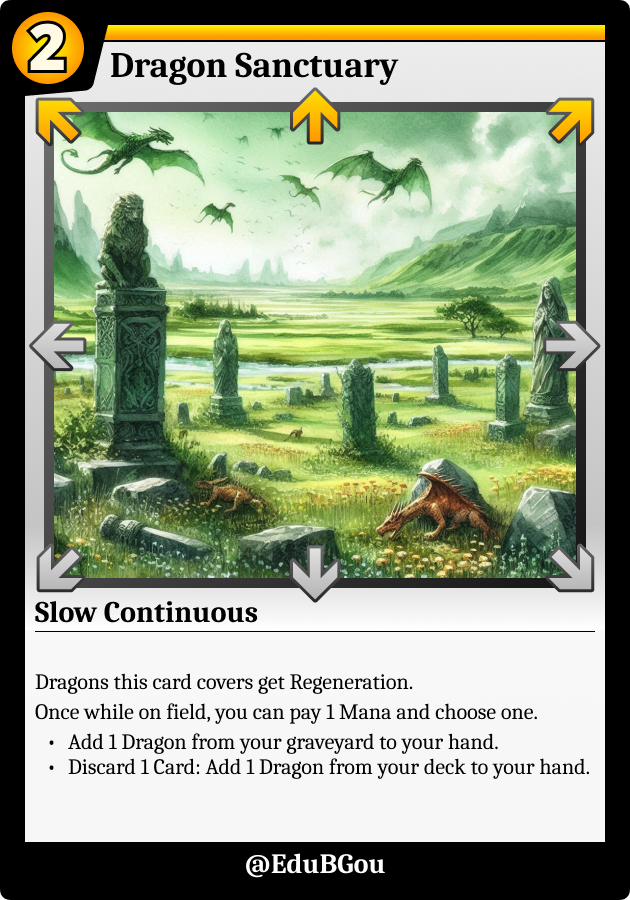 2
Dragon Sanctuary
Slow Continuous
Dragons this card covers get Regeneration.
Once while on field, you can pay 1 Mana and choose one.
• Add 1 Dragon from your graveyard to your hand.
• Discard 1 Card: Add 1 Dragon from your deck to your hand.
@EduBGou